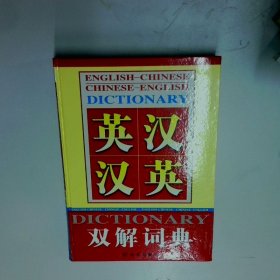 ENGLISH-CHINESE
CHINESE-ENGLISH
DICTIONARY
英汉
汉英
DICTIONARY
双解词典